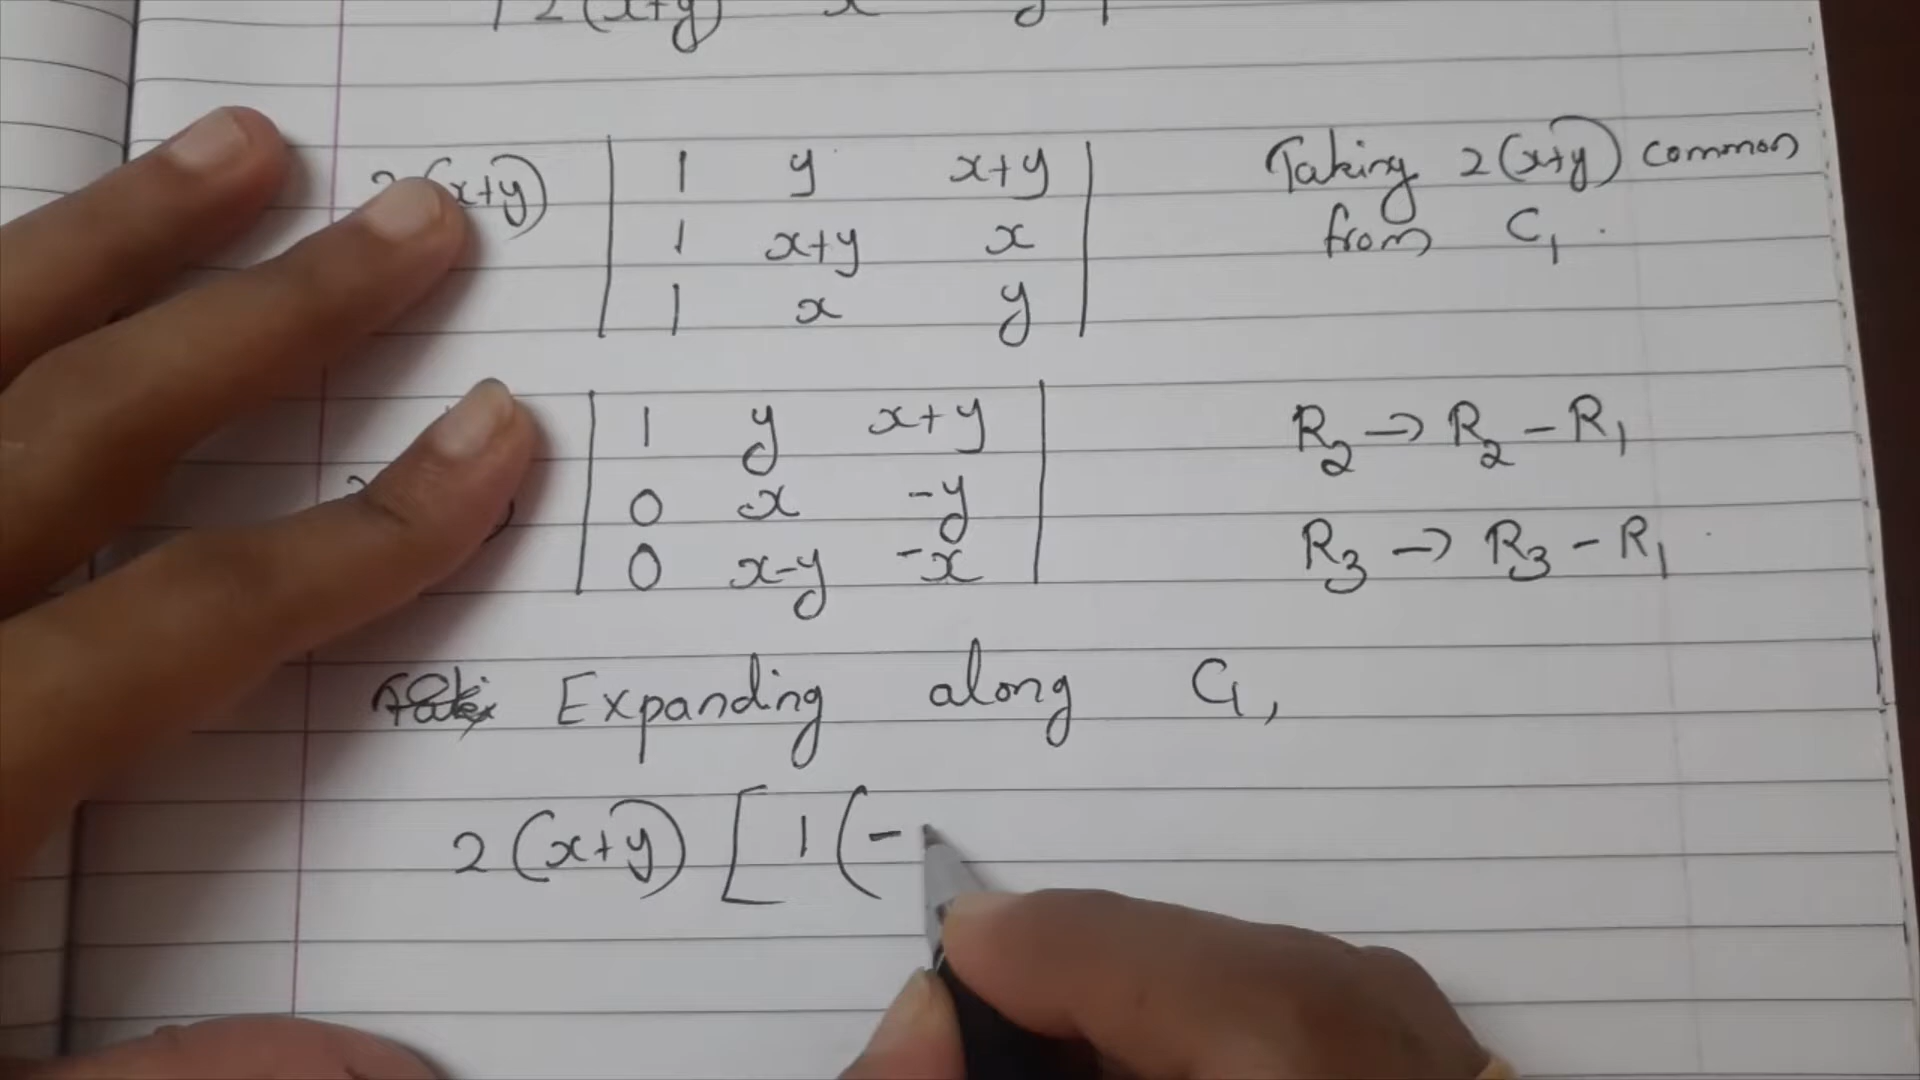 2(x+y) x y
(x+y) | 1 y x+y | Taking 2(x+y) common
| 1 x+y x | from C₁.
| 1 x y |
| 1 y x+y | R₂ → R₂ - R₁
| 0 x -y |
| 0 x-y -x | R₃ → R₃ - R₁
Expanding along C₁,
2(x+y) [ 1 ( -